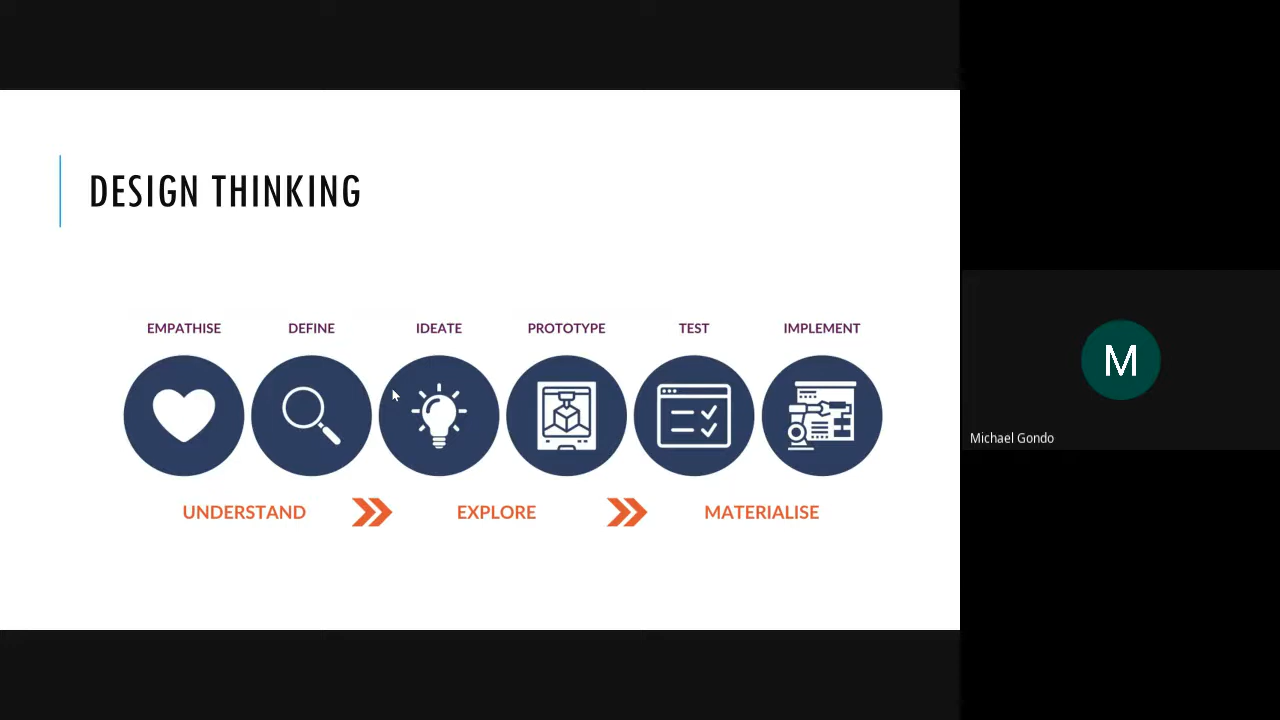 DESIGN THINKING
EMPATHISE DEFINE IDEATE PROTOTYPE TEST IMPLEMENT
UNDERSTAND EXPLORE MATERIALISE
M
Michael Gondo